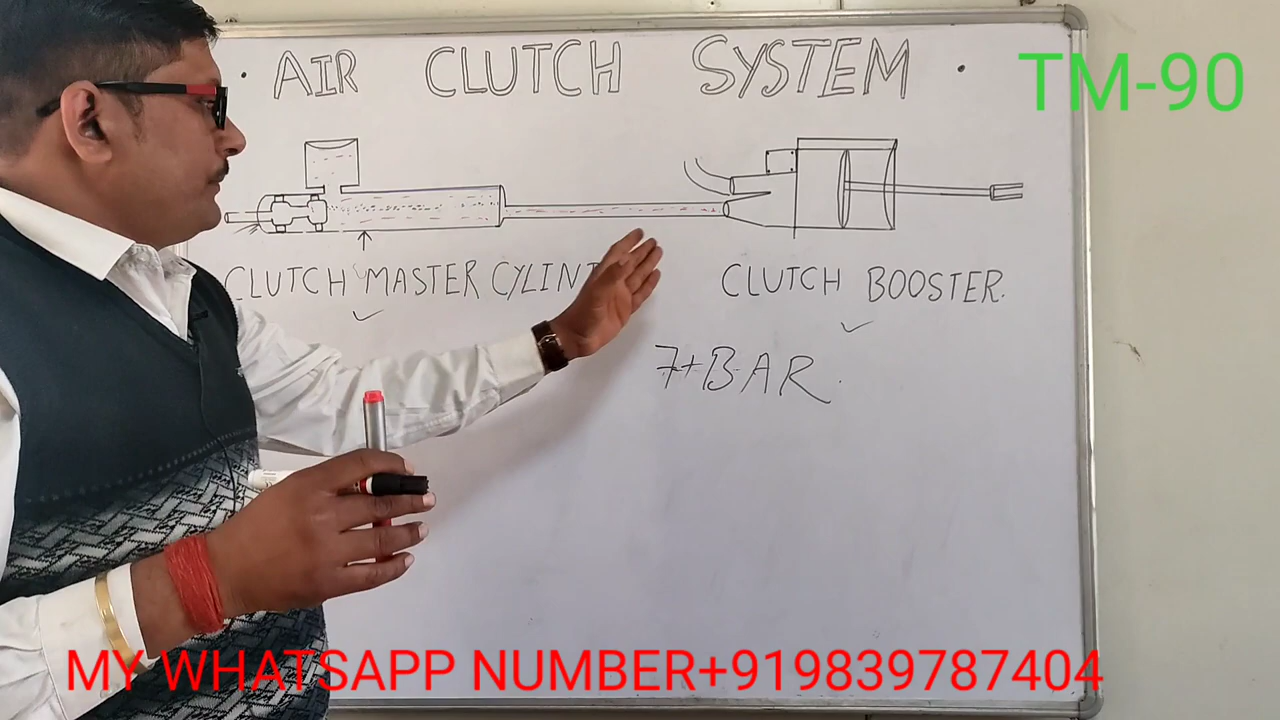 AIR CLUTCH SYSTEM
TM-90
CLUTCH MASTER CYLIN
CLUTCH BOOSTER.
7+BAR.
MY WHATSAPP NUMBER+919839787404